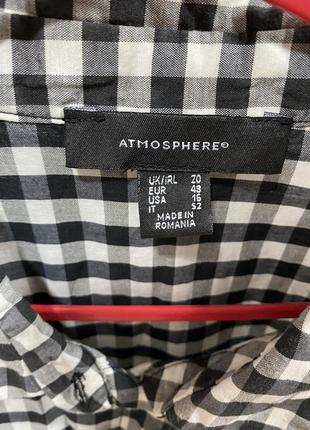 ATMOSPHERE©
UK/IRL 20
EUR 48
USA 16
IT 52
MADE IN
ROMANIA